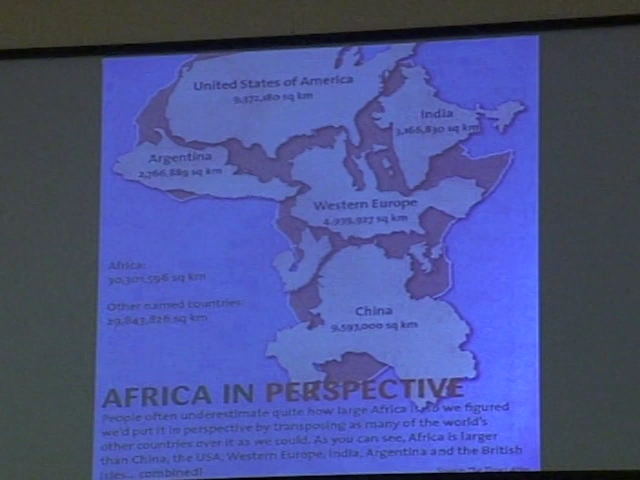 United States of America
9,372,180 sq km
India
3,166,830 sq km
Argentina
2,766,889 sq km
Western Europe
4,939,927 sq km
Africa:
30,301,596 sq km
Other named countries:
29,843,826 sq km
China
9,593,000 sq km
AFRICA IN PERSPECTIVE
People often underestimate quite how large Africa is, so we figured
we'd put it in perspective by transposing as many of the world's
other countries over it as we could. As you can see, Africa is larger
than China, the USA, Western Europe, India, Argentina and the British
Isles... combined!